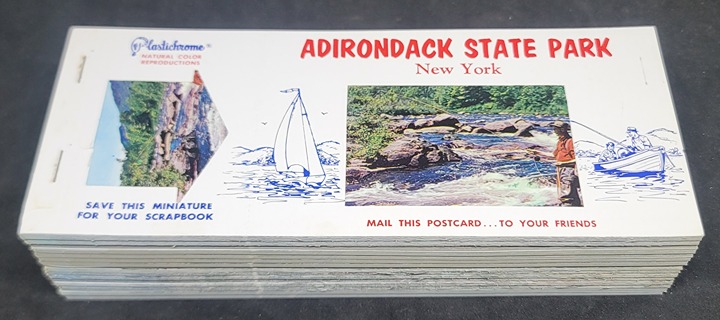 Plastichrome®
NATURAL COLOR
REPRODUCTIONS
ADIRONDACK STATE PARK
New York
SAVE THIS MINIATURE
FOR YOUR SCRAPBOOK
MAIL THIS POSTCARD...TO YOUR FRIENDS